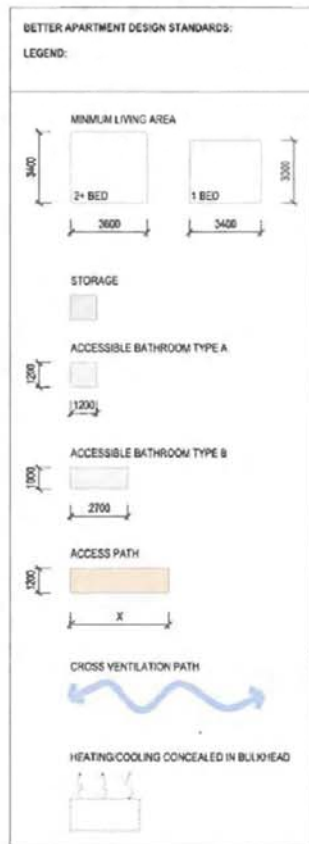 BETTER APARTMENT DESIGN STANDARDS:
LEGEND:
MINMUM LIVING AREA
3400
2+ BED
3600
1 BED
3400
3300
STORAGE
ACCESSIBLE BATHROOM TYPE A
1200
1200
ACCESSIBLE BATHROOM TYPE B
1000
2700
ACCESS PATH
1200
X
CROSS VENTILATION PATH
HEATING/COOLING CONCEALED IN BULKHEAD